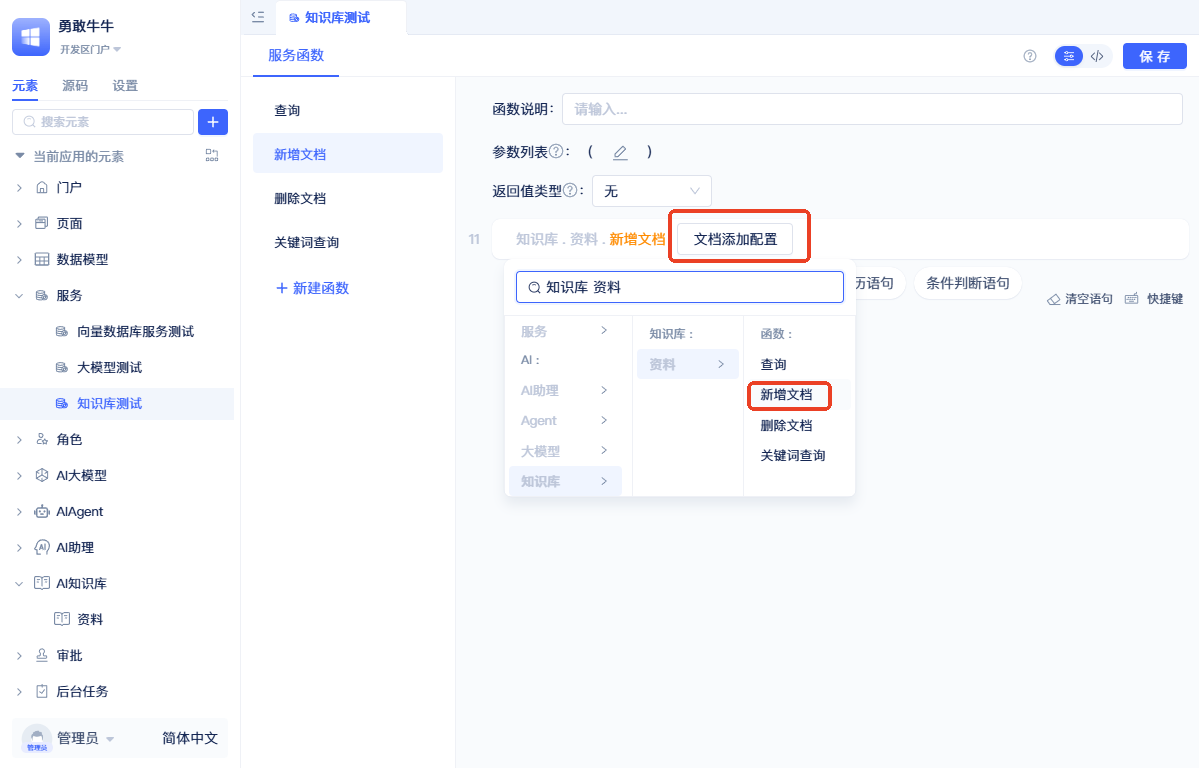 勇敢牛牛
开发区门户
元素 源码 设置
搜索元素
当前应用的元素
门户
页面
数据模型
服务
向量数据库服务测试
大模型测试
知识库测试
角色
AI大模型
AIAgent
AI助理
AI知识库
资料
审批
后台任务
管理员
管理员 简体中文
知识库测试
服务函数
保存
查询
新增文档
删除文档
关键词查询
新建函数
函数说明: 请输入...
参数列表 : ( )
返回值类型 : 无
11 知识库 . 资料 . 新增文档 文档添加配置
历语句 条件判断语句
清空语句 快捷键
知识库 资料
服务
AI :
AI助理
Agent
大模型
知识库
知识库 :
资料
函数 :
查询
新增文档
删除文档
关键词查询